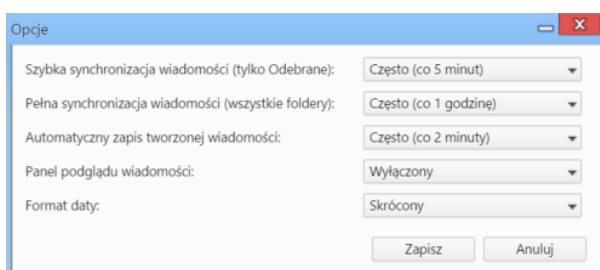 Opcje
Szybka synchronizacja wiadomości (tylko Odebrane): Często (co 5 minut)
Pełna synchronizacja wiadomości (wszystkie foldery): Często (co 1 godzinę)
Automatyczny zapis tworzonej wiadomości: Często (co 2 minuty)
Panel podglądu wiadomości: Wyłączony
Format daty: Skrócony
Zapisz Anuluj